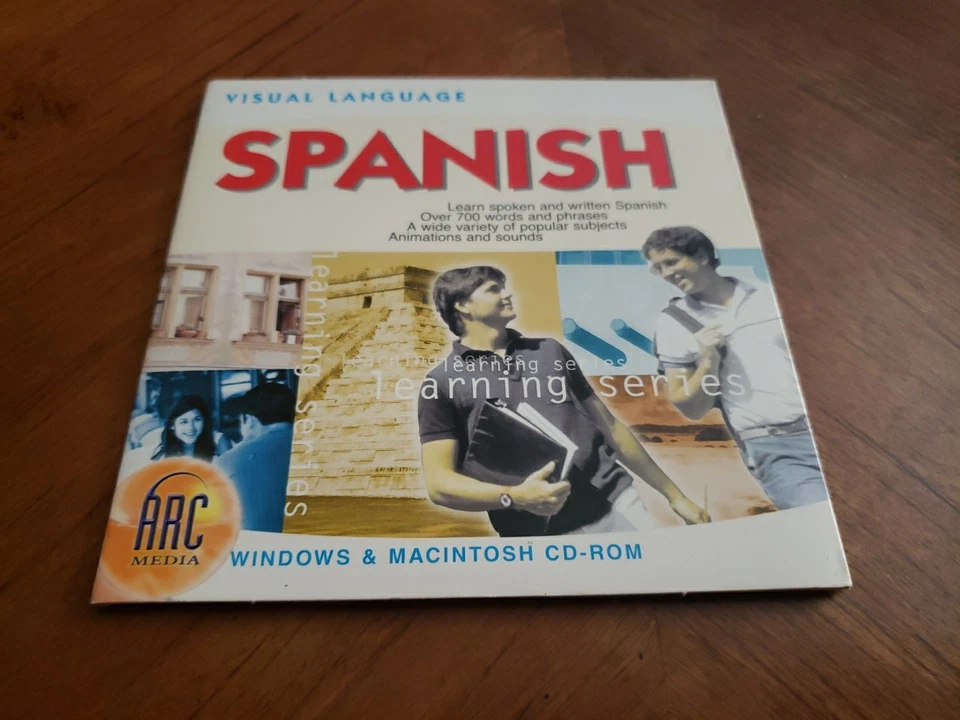 VISUAL LANGUAGE
SPANISH
Learn spoken and written Spanish
Over 700 words and phrases
A wide variety of popular subjects
Animations and sounds
learning series
learning series
learning series
learning series
ARC
MEDIA
WINDOWS & MACINTOSH CD-ROM